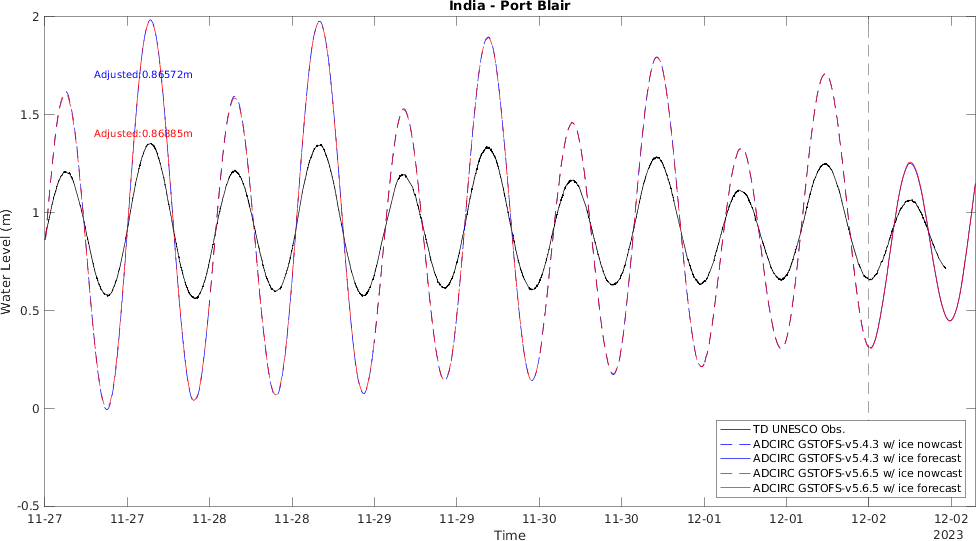 India - Port Blair
2
Adjusted:0.86572m
1.5
Adjusted:0.86885m
1
Water Level (m)
0.5
0
TD UNESCO Obs.
ADCIRC GSTOFS-v5.4.3 w/ ice nowcast
ADCIRC GSTOFS-v5.4.3 w/ ice forecast
ADCIRC GSTOFS-v5.6.5 w/ ice nowcast
ADCIRC GSTOFS-v5.6.5 w/ ice forecast
-0.5
11-27 11-27 11-28 11-28 11-29 11-29 11-30 11-30 12-01 12-01 12-02 12-02
Time 2023